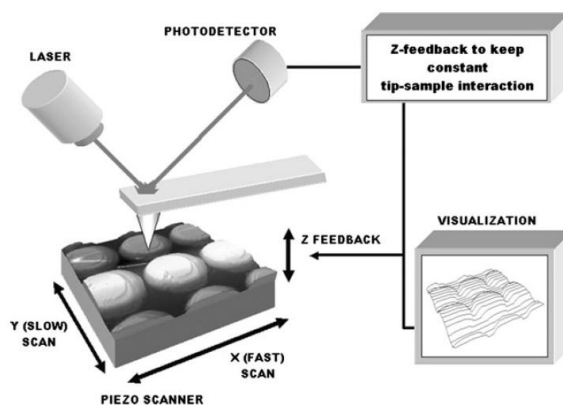 PHOTODETECTOR
LASER
Z-feedback to keep
constant
tip-sample interaction
VISUALIZATION
Z FEEDBACK
Y (SLOW)
SCAN
X (FAST)
SCAN
PIEZO SCANNER